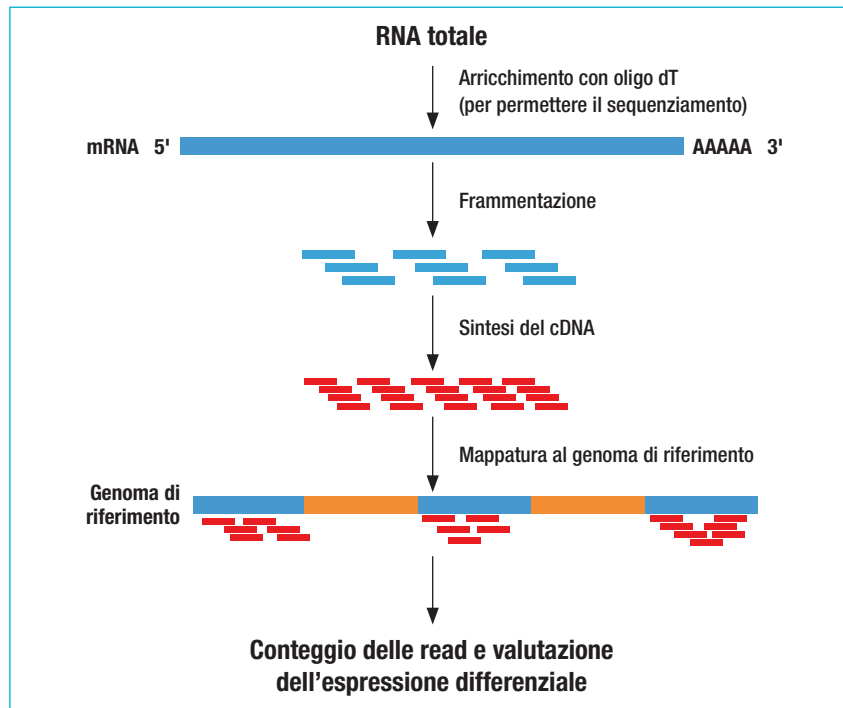 RNA totale
Arricchimento con oligo dT
(per permettere il sequenziamento)
mRNA 5' AAAAA 3'
Frammentazione
Sintesi del cDNA
Mappatura al genoma di riferimento
Genoma di
riferimento
Conteggio delle read e valutazione
dell'espressione differenziale